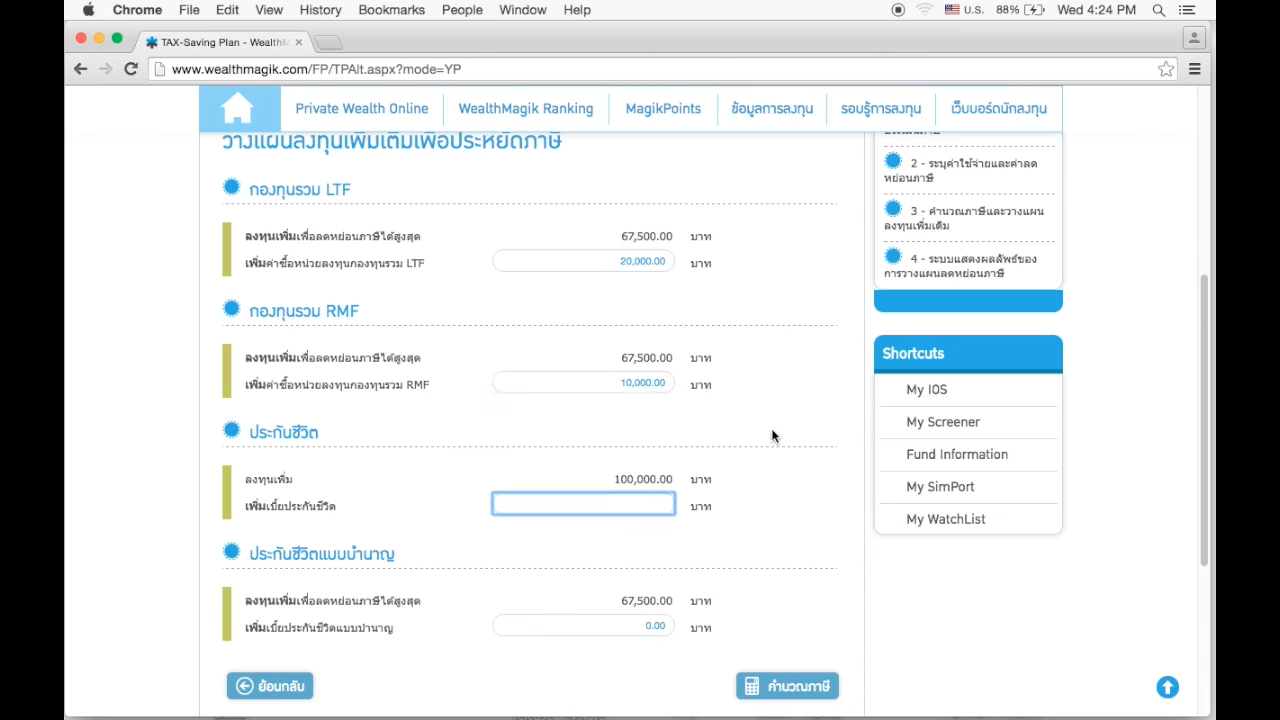 Chrome File Edit View History Bookmarks People Window Help U.S. 88% Wed 4:24 PM
TAX-Saving Plan - WealthM
www.wealthmagik.com/FP/TPAlt.aspx?mode=YP
Private Wealth Online WealthMagik Ranking MagikPoints ข้อมูลการลงทุน รอบรู้การลงทุน เว็บบอร์ดนักลงทุน
วางแผนลงทุนเพิ่มเติมเพื่อประหยัดภาษี
กองทุนรวม LTF
ลงทุนเพิ่มเพื่อลดหย่อนภาษีได้สูงสุด 67,500.00 บาท
เพิ่มค่าซื้อหน่วยลงทุนกองทุนรวม LTF 20,000.00 บาท
กองทุนรวม RMF
ลงทุนเพิ่มเพื่อลดหย่อนภาษีได้สูงสุด 67,500.00 บาท
เพิ่มค่าซื้อหน่วยลงทุนกองทุนรวม RMF 10,000.00 บาท
ประกันชีวิต
ลงทุนเพิ่ม 100,000.00 บาท
เพิ่มเบี้ยประกันชีวิต บาท
ประกันชีวิตแบบบำนาญ
ลงทุนเพิ่มเพื่อลดหย่อนภาษีได้สูงสุด 67,500.00 บาท
เพิ่มเบี้ยประกันชีวิตแบบบำนาญ 0.00 บาท
ย้อนกลับ คำนวณภาษี
2 - ระบุค่าใช้จ่ายและค่าลด
หย่อนภาษี
3 - คำนวณภาษีและวางแผน
ลงทุนเพิ่มเติม
4 - ระบบแสดงผลลัพธ์ของ
การวางแผนลดหย่อนภาษี
Shortcuts
My IOS
My Screener
Fund Information
My SimPort
My WatchList